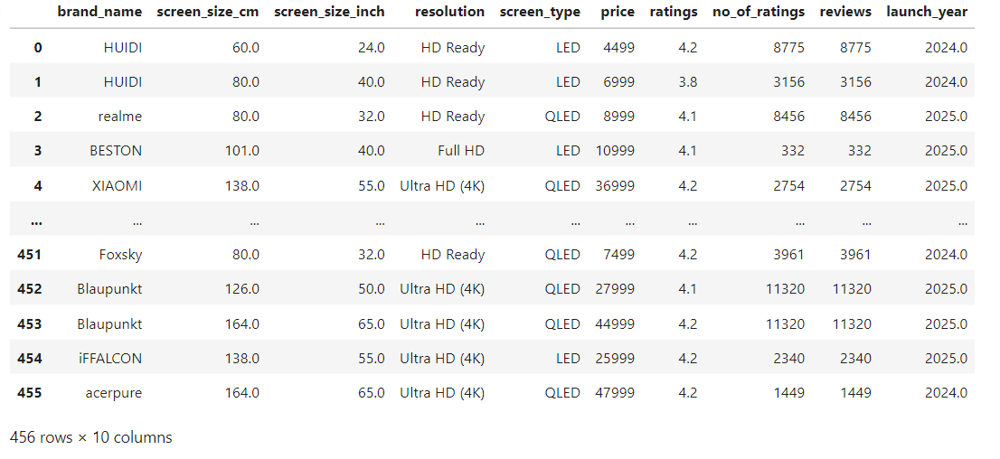 brand_name screen_size_cm screen_size_inch resolution screen_type price ratings no_of_ratings reviews launch_year
0 HUIDI 60.0 24.0 HD Ready LED 4499 4.2 8775 8775 2024.0
1 HUIDI 80.0 40.0 HD Ready LED 6999 3.8 3156 3156 2024.0
2 realme 80.0 32.0 HD Ready QLED 8999 4.1 8456 8456 2025.0
3 BESTON 101.0 40.0 Full HD LED 10999 4.1 332 332 2025.0
4 XIAOMI 138.0 55.0 Ultra HD (4K) QLED 36999 4.2 2754 2754 2025.0
... ... ... ... ... ... ... ... ... ... ...
451 Foxsky 80.0 32.0 HD Ready QLED 7499 4.2 3961 3961 2024.0
452 Blaupunkt 126.0 50.0 Ultra HD (4K) QLED 27999 4.1 11320 11320 2025.0
453 Blaupunkt 164.0 65.0 Ultra HD (4K) QLED 44999 4.2 11320 11320 2025.0
454 iFFALCON 138.0 55.0 Ultra HD (4K) LED 25999 4.2 2340 2340 2025.0
455 acerpure 164.0 65.0 Ultra HD (4K) QLED 47999 4.2 1449 1449 2024.0
456 rows × 10 columns